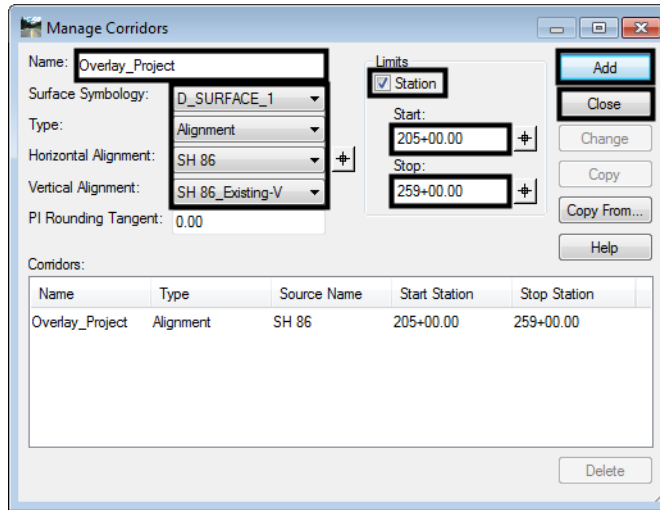 Manage Corridors
Name: Overlay_Project
Surface Symbology: D_SURFACE_1
Type: Alignment
Horizontal Alignment: SH 86
Vertical Alignment: SH 86_Existing-V
PI Rounding Tangent: 0.00
Limits
Station
Start:
205+00.00
Stop:
259+00.00
Add
Close
Change
Copy
Copy From...
Help
Corridors:
Name Type Source Name Start Station Stop Station
Overlay_Project Alignment SH 86 205+00.00 259+00.00
Delete